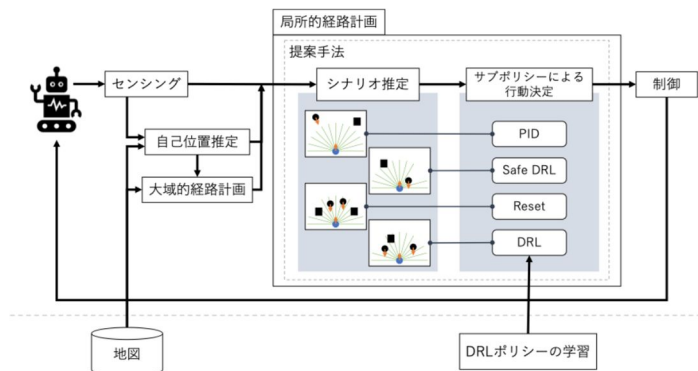 局所的経路計画
提案手法
センシング
シナリオ推定
サブポリシーによる
行動決定
制御
自己位置推定
大域的経路計画
PID
Safe DRL
Reset
DRL
地図
DRLポリシーの学習